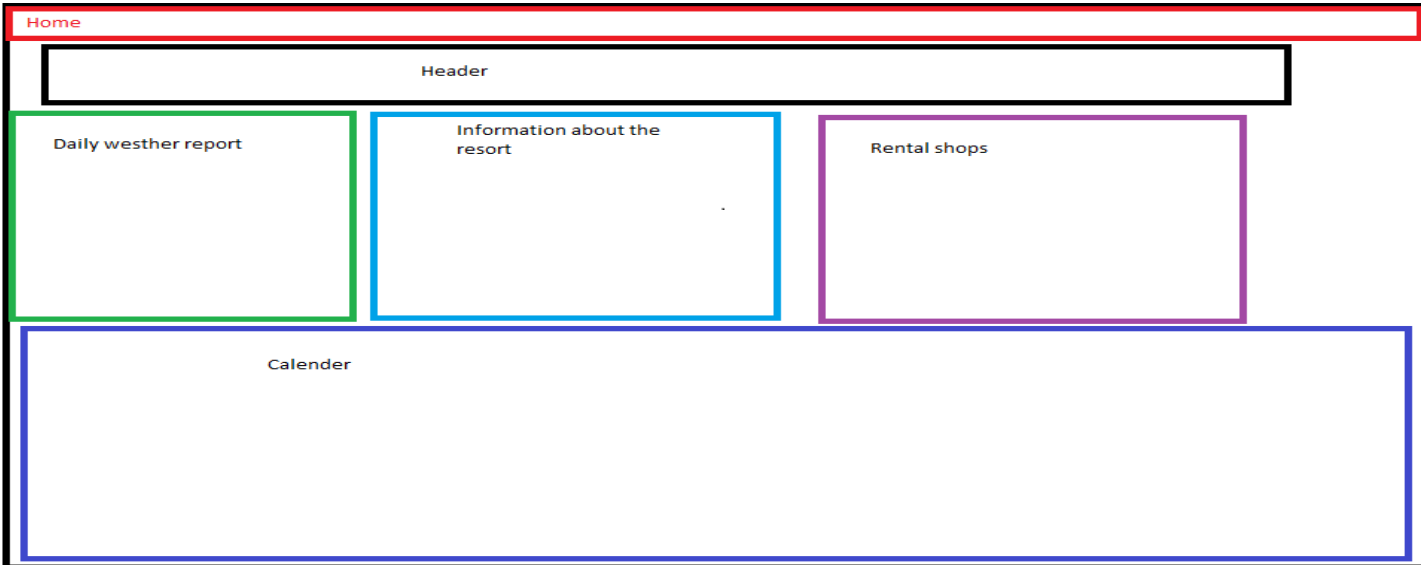 Home
Header
Daily westher report
Information about the
resort
Rental shops
Calender